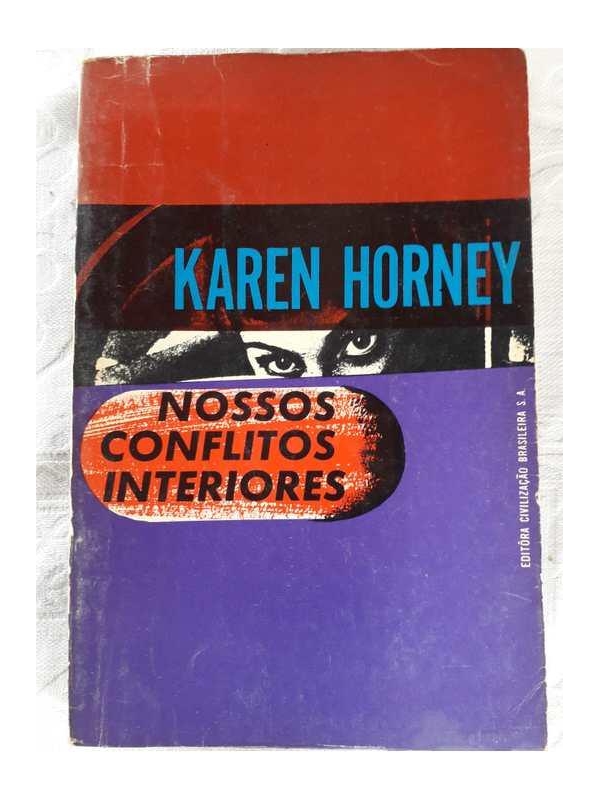 KAREN HORNEY
NOSSOS
CONFLITOS
INTERIORES
EDITÔRA CIVILIZAÇÃO BRASILEIRA S.A